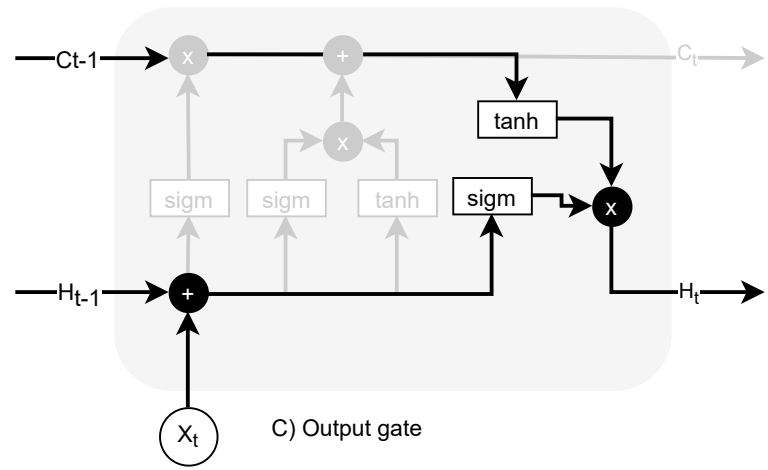 Ct-1
x
+
Ct
tanh
x
sigm
sigm
tanh
sigm
x
Ht-1
+
Ht
Xt
C) Output gate